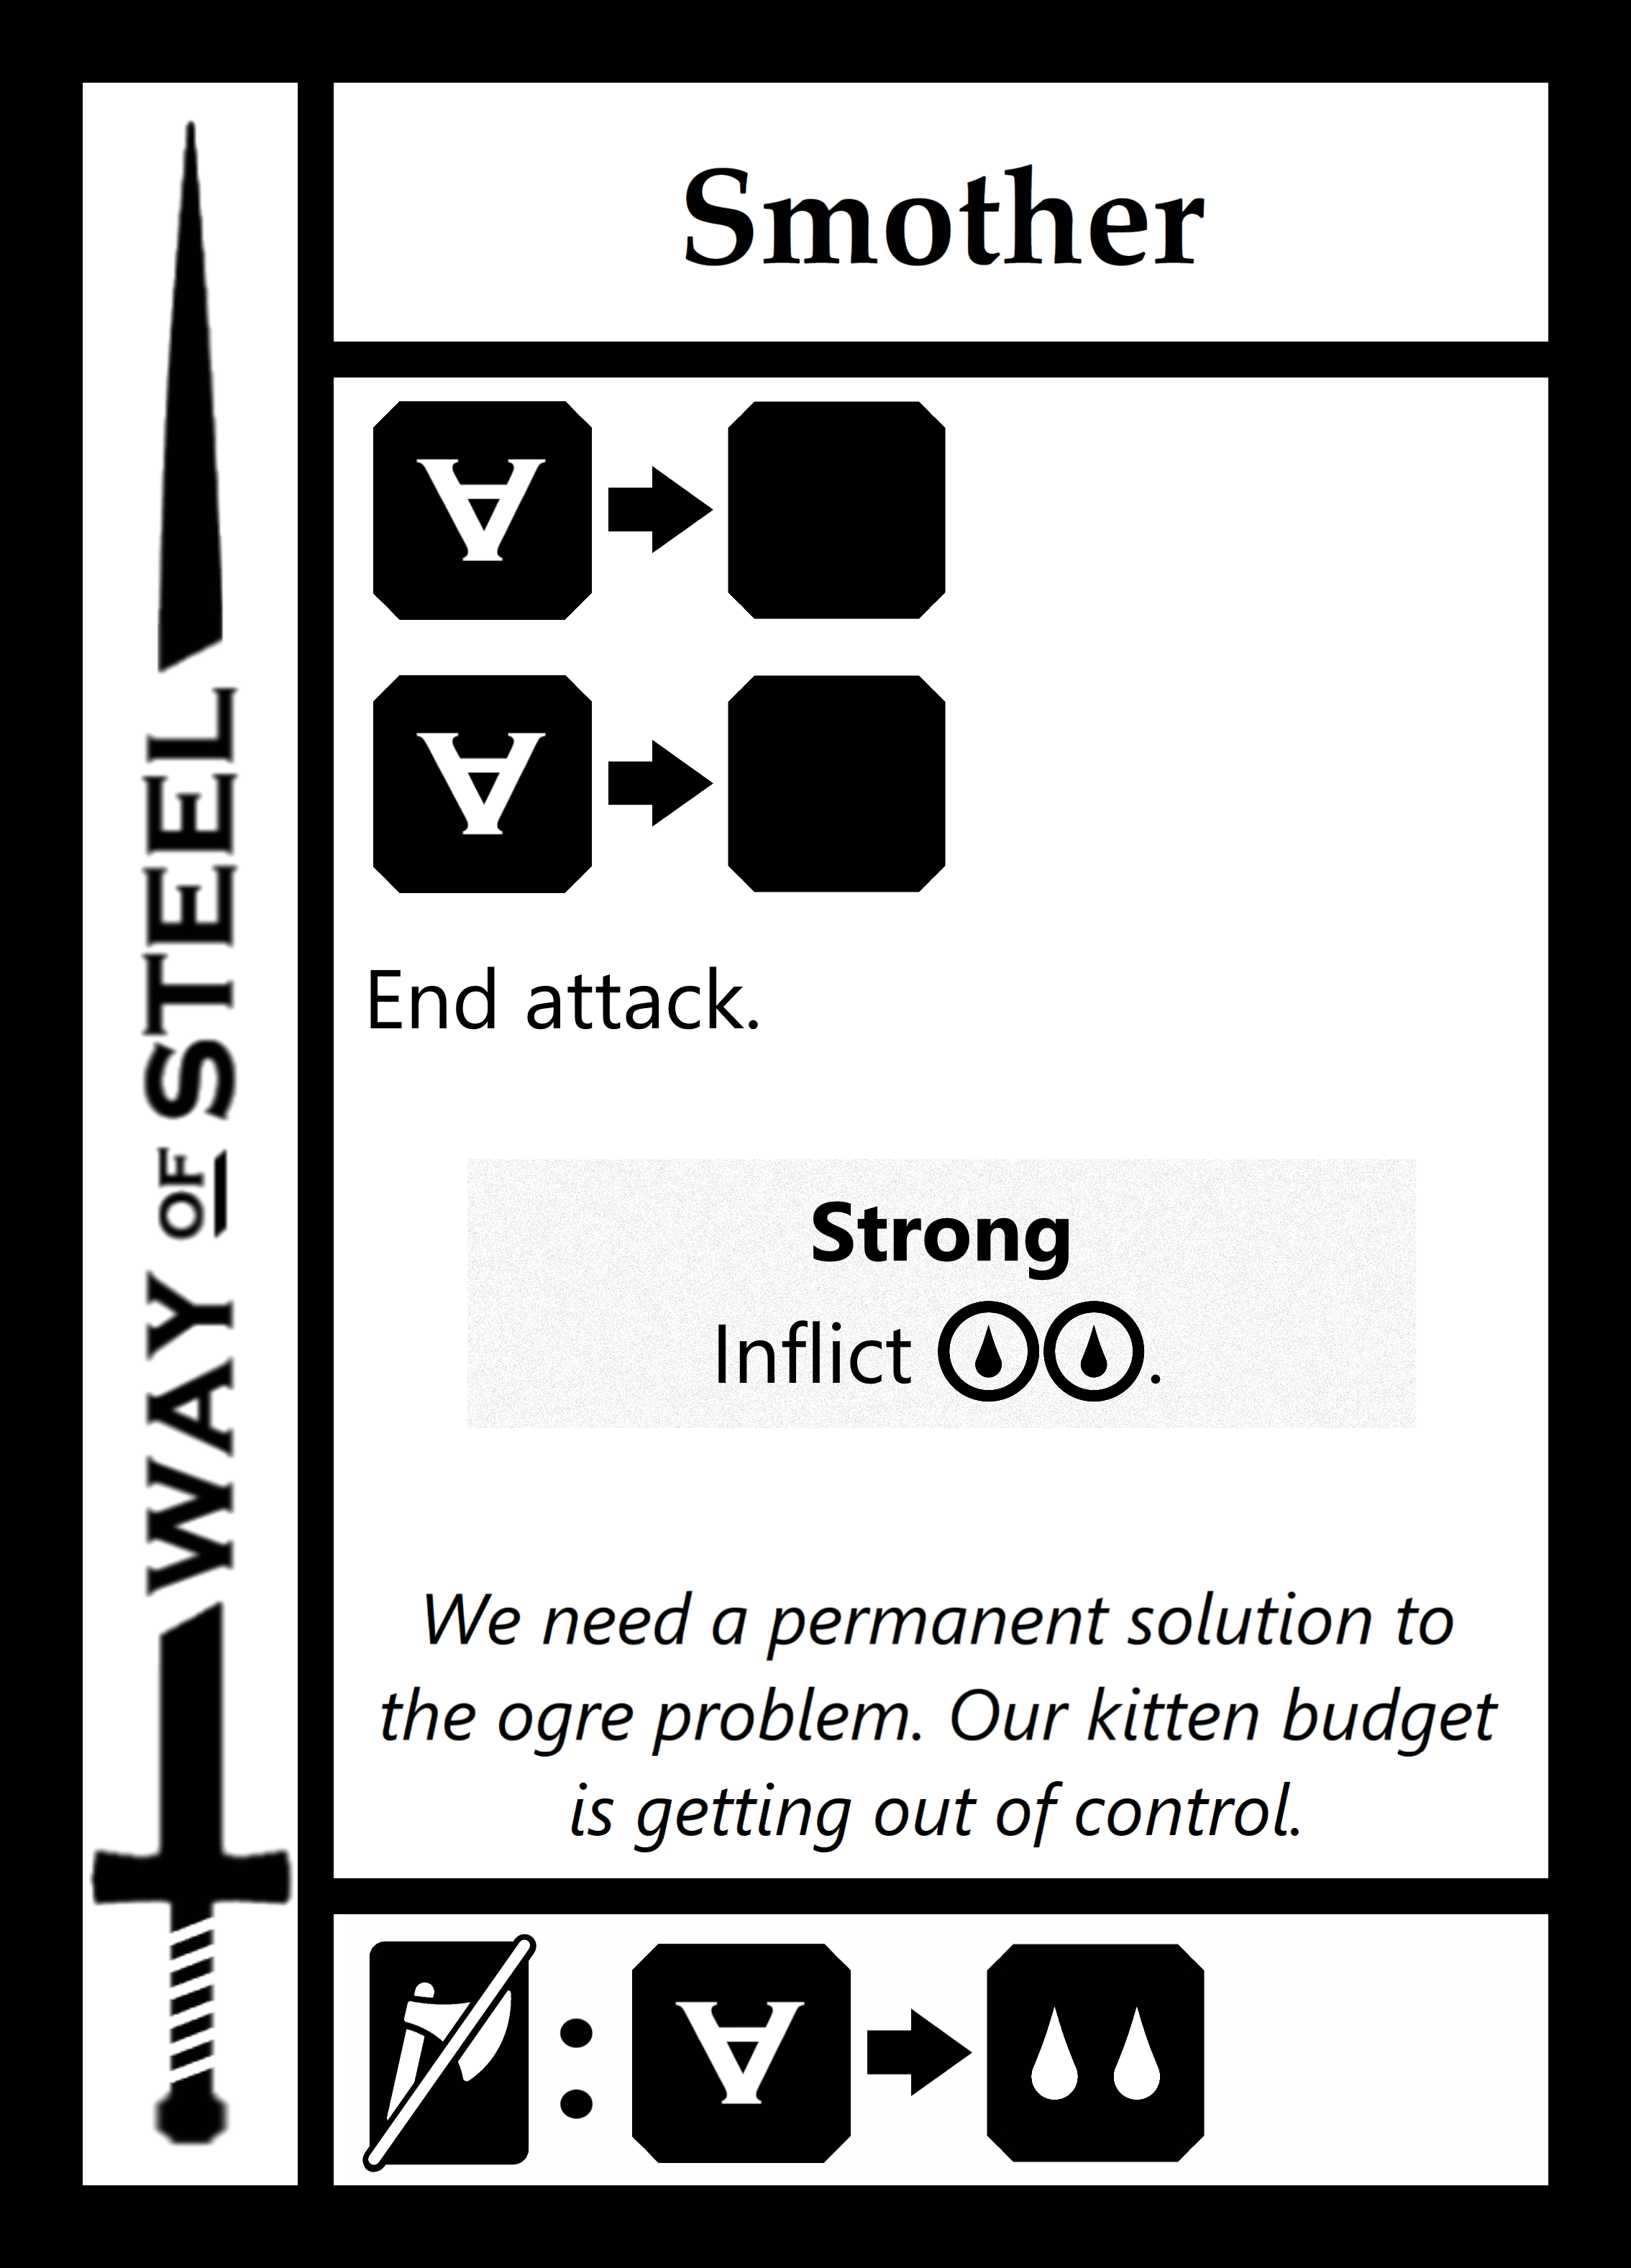 WAY OF STEEL
Smother
∀
∀
End attack.
Strong
Inflict .
We need a permanent solution to
the ogre problem. Our kitten budget
is getting out of control.
: ∀